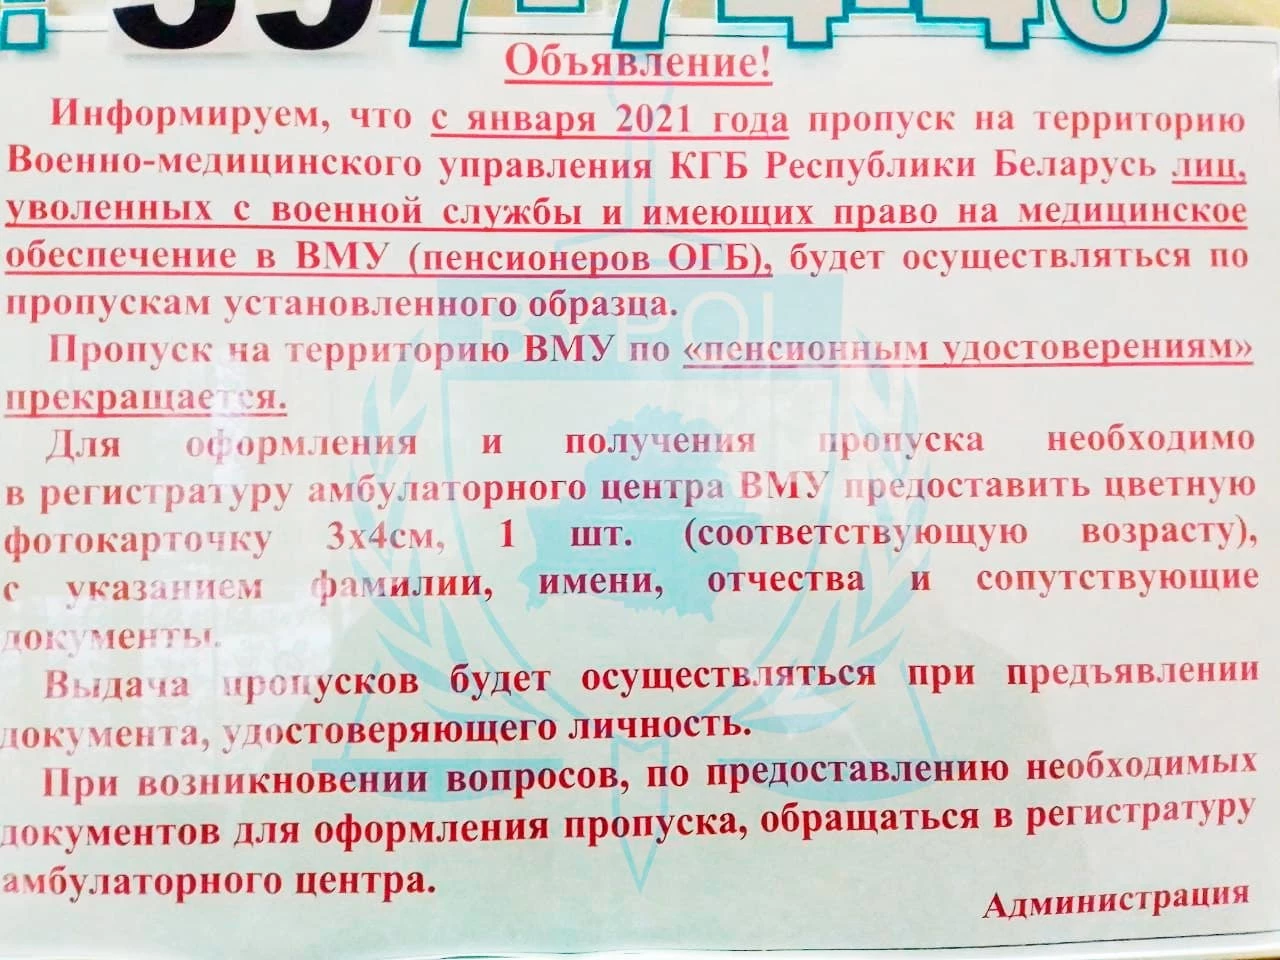 597-74-46
Объявление!
Информируем, что с января 2021 года пропуск на территорию
Военно-медицинского управления КГБ Республики Беларусь лиц,
уволенных с военной службы и имеющих право на медицинское
обеспечение в ВМУ (пенсионеров ОГБ), будет осуществляться по
пропускам установленного образца.
Пропуск на территорию ВМУ по «пенсионным удостоверениям»
прекращается.
Для оформления и получения пропуска необходимо
в регистратуру амбулаторного центра ВМУ предоставить цветную
фотокарточку 3х4см, 1 шт. (соответствующую возрасту),
с указанием фамилии, имени, отчества и сопутствующие
документы.
Выдача пропусков будет осуществляться при предъявлении
документа, удостоверяющего личность.
При возникновении вопросов, по предоставлению необходимых
документов для оформления пропуска, обращаться в регистратуру
амбулаторного центра.
Администрация
BYPOL